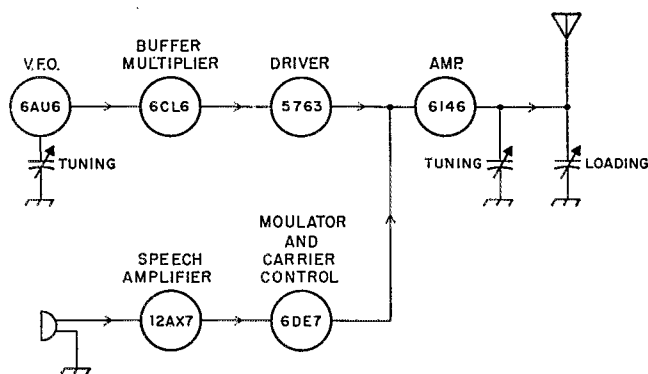 V.F.O.
BUFFER
MULTIPLIER
DRIVER
AMP.
6AU6
6CL6
5763
6146
TUNING
TUNING
LOADING
SPEECH
AMPLIFIER
MOULATOR
AND
CARRIER
CONTROL
12AX7
6DE7